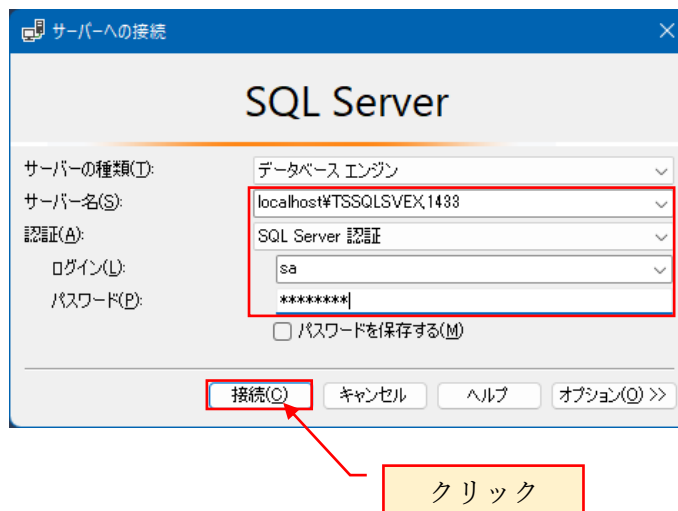 サーバーへの接続
SQL Server
サーバーの種類(T): データベース エンジン
サーバー名(S): localhost¥TSSQLSVEX,1433
認証(A): SQL Server 認証
ログイン(L): sa
パスワード(P): ********
パスワードを保存する(M)
接続(C) キャンセル ヘルプ オプション(O) >>
クリック